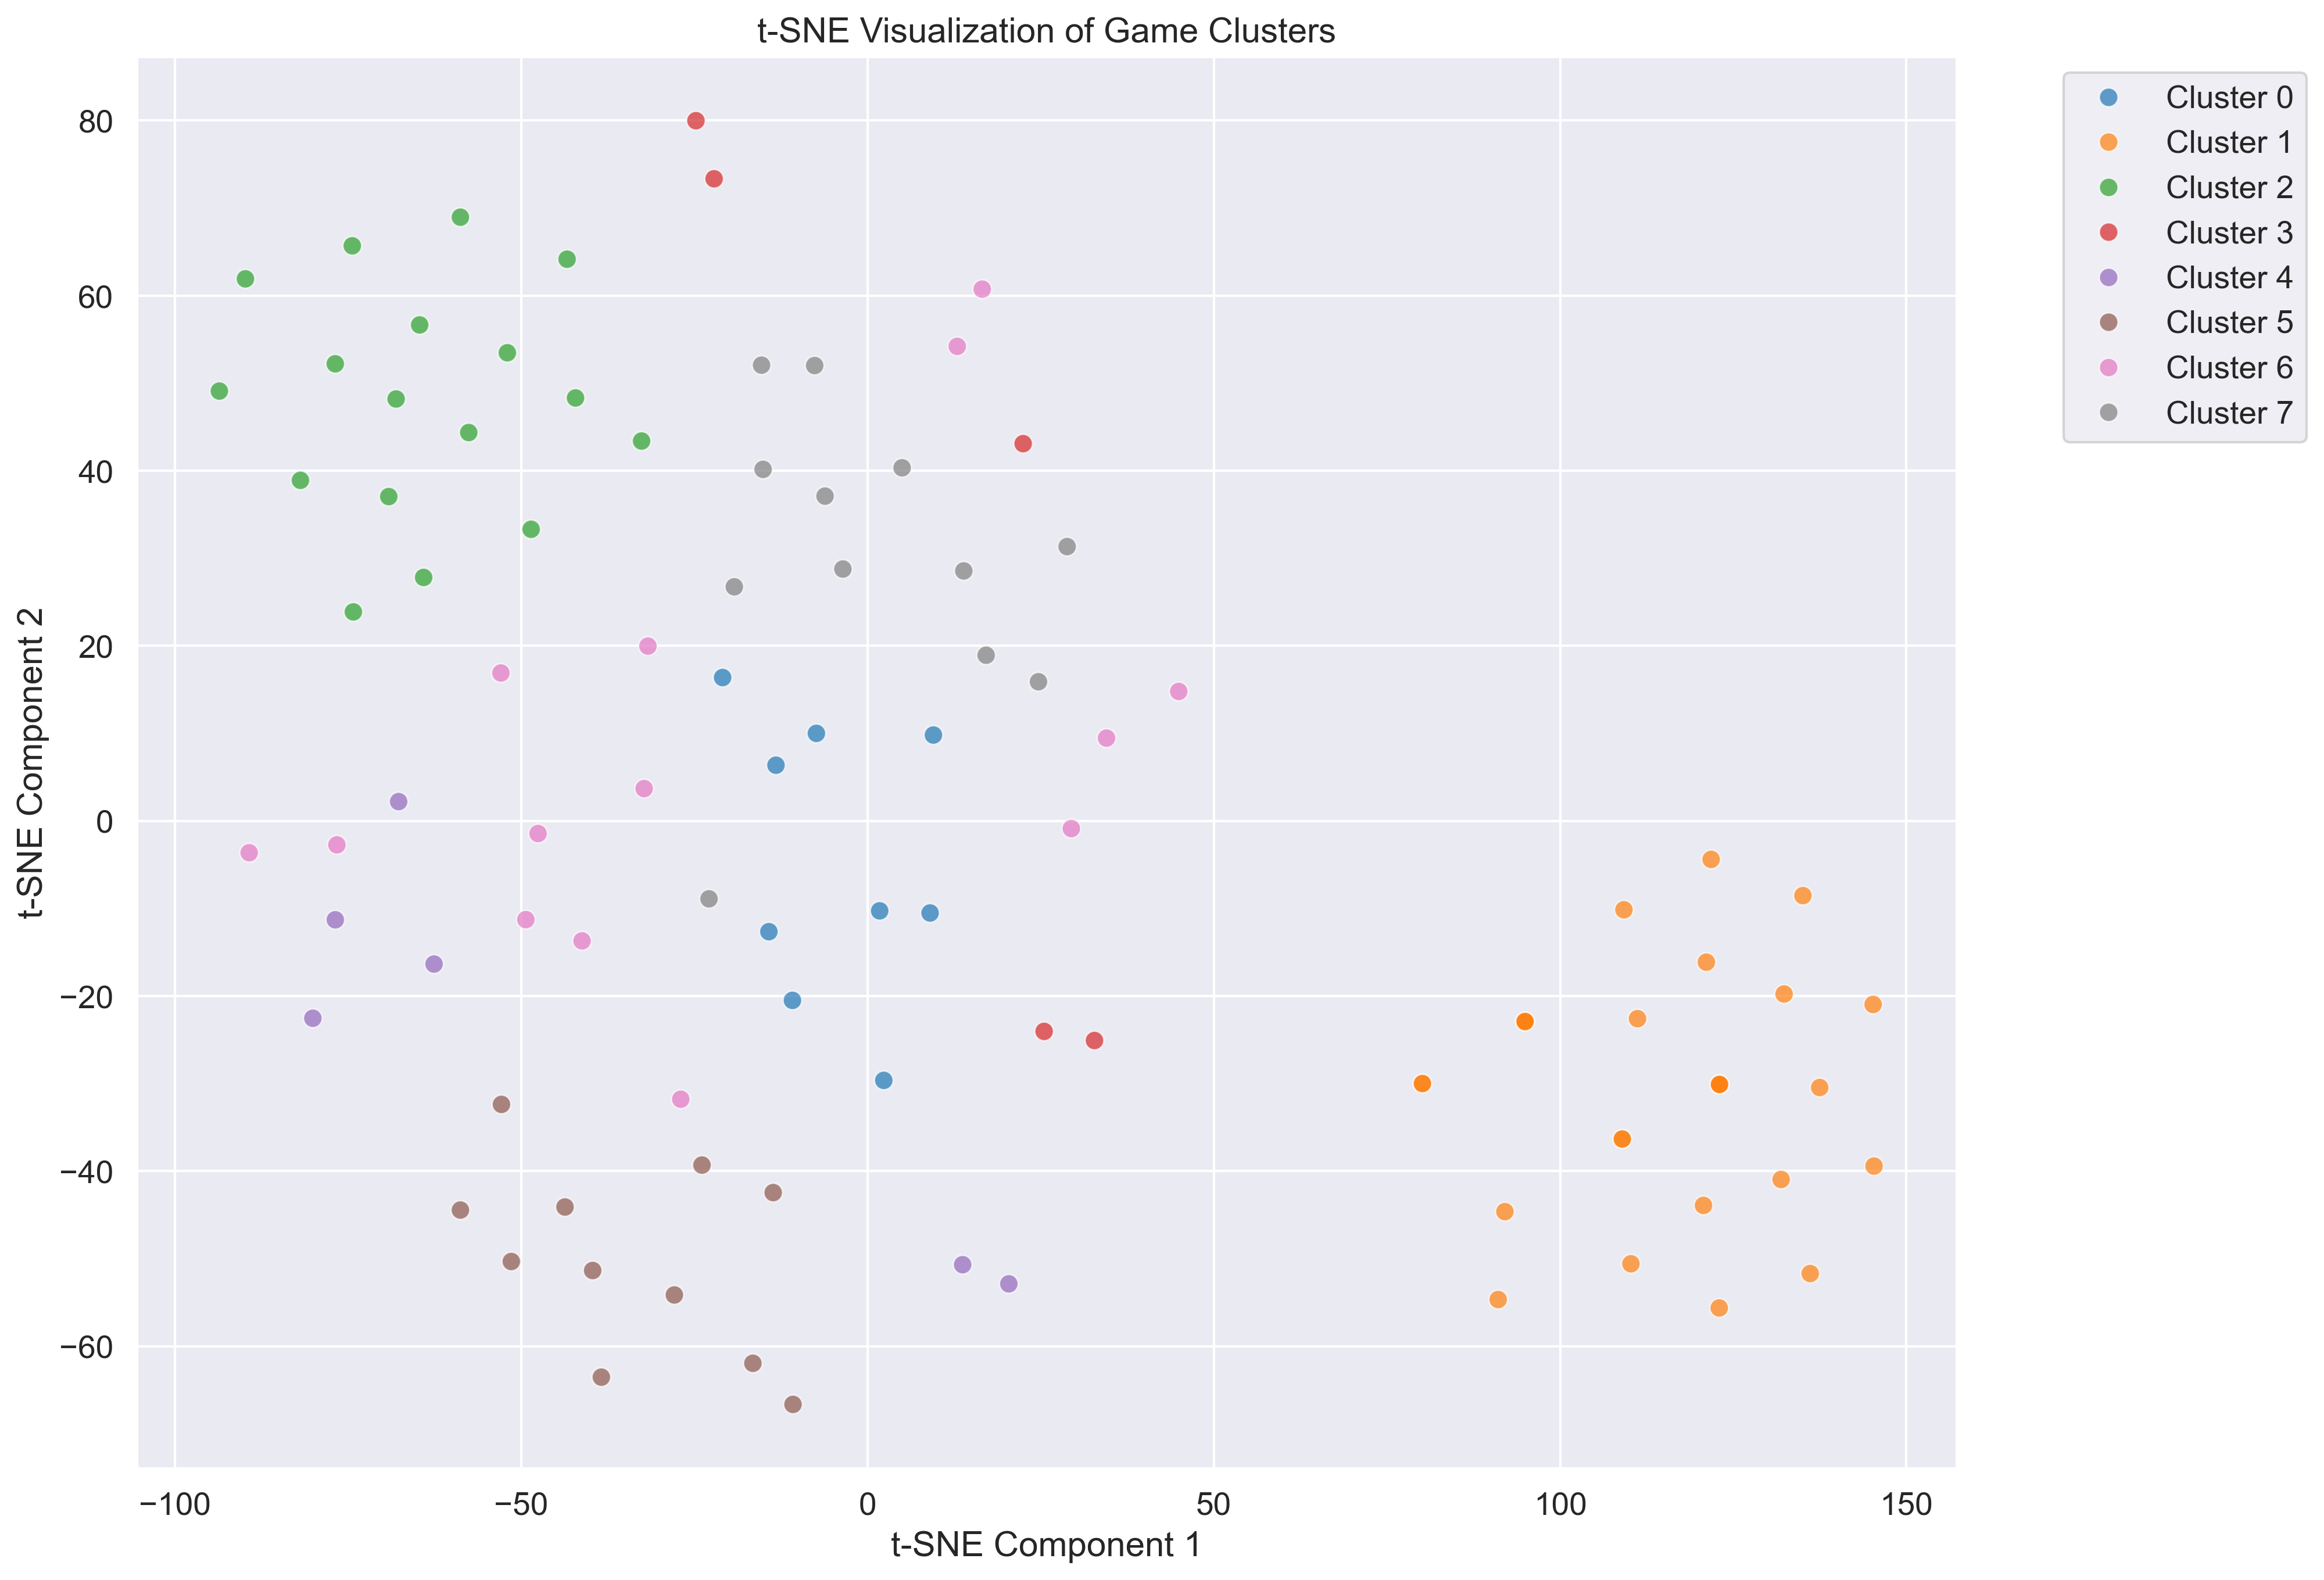 t-SNE Visualization of Game Clusters
Cluster 0
Cluster 1
Cluster 2
Cluster 3
Cluster 4
Cluster 5
Cluster 6
Cluster 7
t-SNE Component 2
80
60
40
20
0
−20
−40
−60
−100
−50
0
50
100
150
t-SNE Component 1